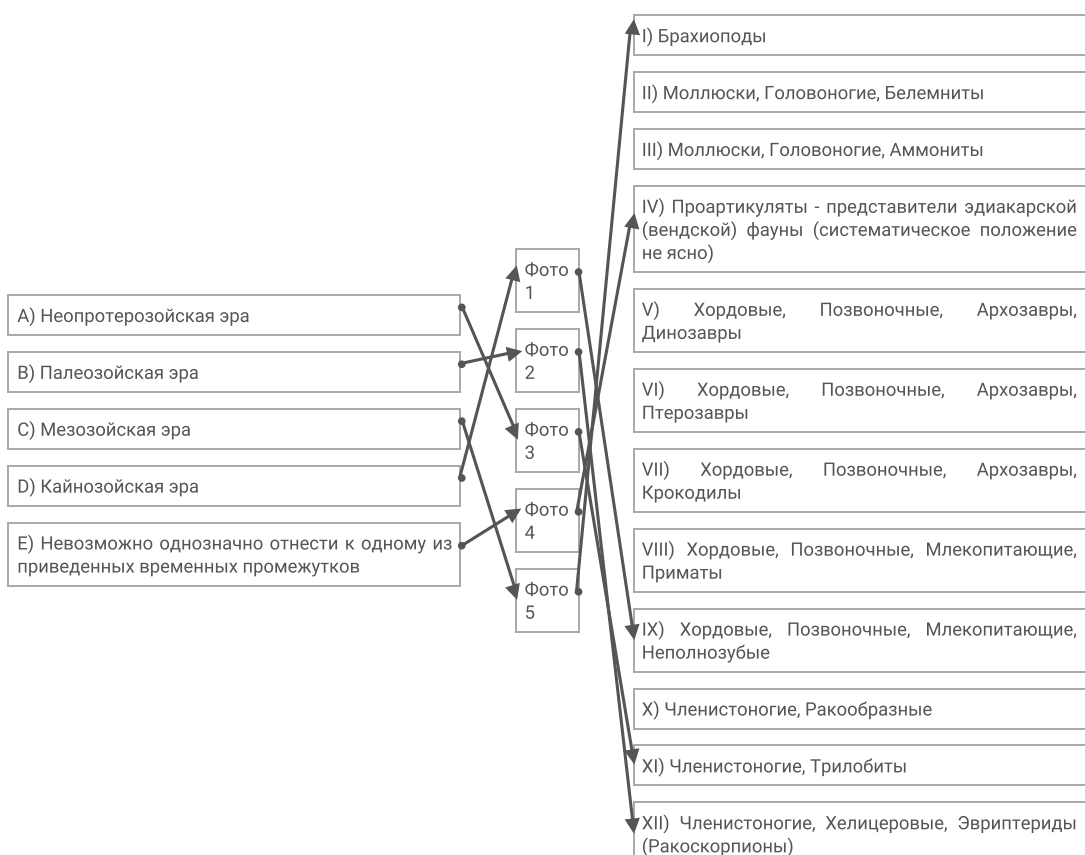 A) Неопротерозойская эра
B) Палеозойская эра
C) Мезозойская эра
D) Кайнозойская эра
E) Невозможно однозначно отнести к одному из
приведенных временных промежутков
Фото
1
Фото
2
Фото
3
Фото
4
Фото
5
I) Брахиоподы
II) Моллюски, Головоногие, Белемниты
III) Моллюски, Головоногие, Аммониты
IV) Проартикуляты - представители эдиакарской
(вендской) фауны (систематическое положение
не ясно)
V) Хордовые, Позвоночные, Архозавры,
Динозавры
VI) Хордовые, Позвоночные, Архозавры,
Птерозавры
VII) Хордовые, Позвоночные, Архозавры,
Крокодилы
VIII) Хордовые, Позвоночные, Млекопитающие,
Приматы
IX) Хордовые, Позвоночные, Млекопитающие,
Неполнозубые
X) Членистоногие, Ракообразные
XI) Членистоногие, Трилобиты
XII) Членистоногие, Хелицеровые, Эвриптериды
(Ракоскорпионы)